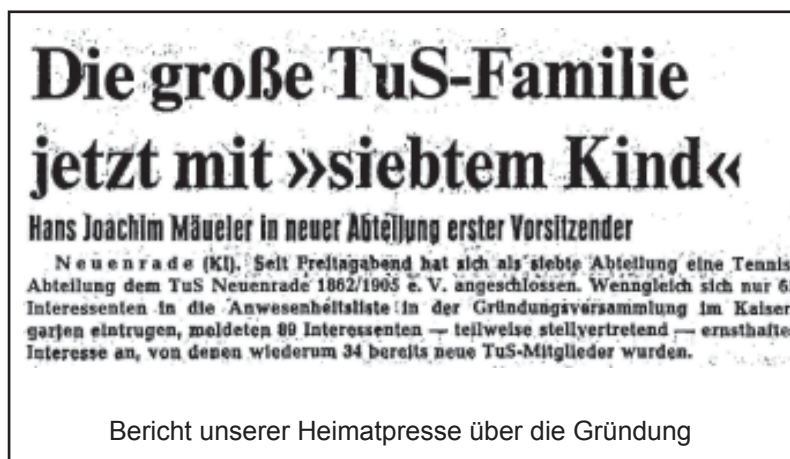 Die große TuS-Familie
jetzt mit »siebtem Kind«
Hans Joachim Mäueler in neuer Abteilung erster Vorsitzender
Neuenrade (KI). Seit Freitagabend hat sich als siebte Abteilung eine Tennis
Abteilung dem TuS Neuenrade 1862/1905 e. V. angeschlossen. Wenngleich sich nur
Interessenten in die Anwesenheitsliste in der Gründungsversammlung im Kaiser
garten eintrugen, meldeten 89 Interessenten — teilweise stellvertretend — ernsthafte
Interesse an, von denen wiederum 34 bereits neue TuS-Mitglieder wurden.
Bericht unserer Heimatpresse über die Gründung